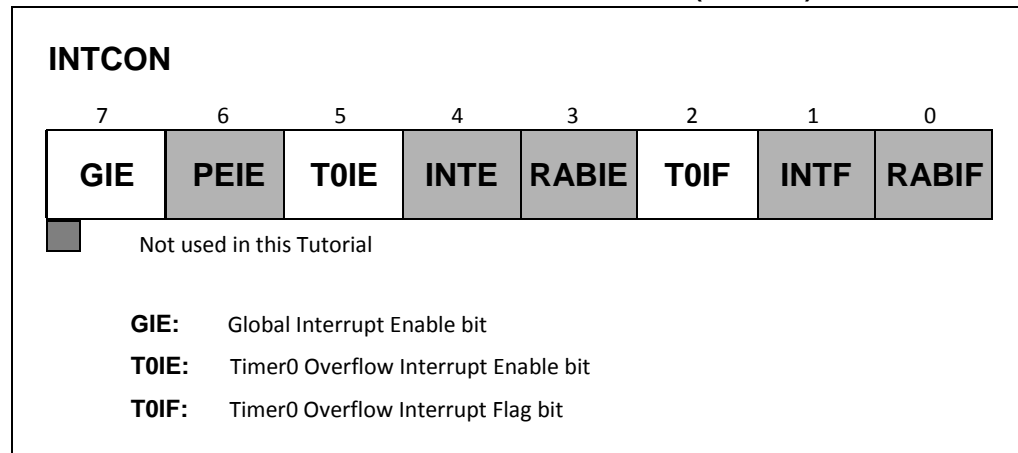 INTCON
7 6 5 4 3 2 1 0
GIE PEIE T0IE INTE RABIE T0IF INTF RABIF
Not used in this Tutorial
GIE: Global Interrupt Enable bit
T0IE: Timer0 Overflow Interrupt Enable bit
T0IF: Timer0 Overflow Interrupt Flag bit